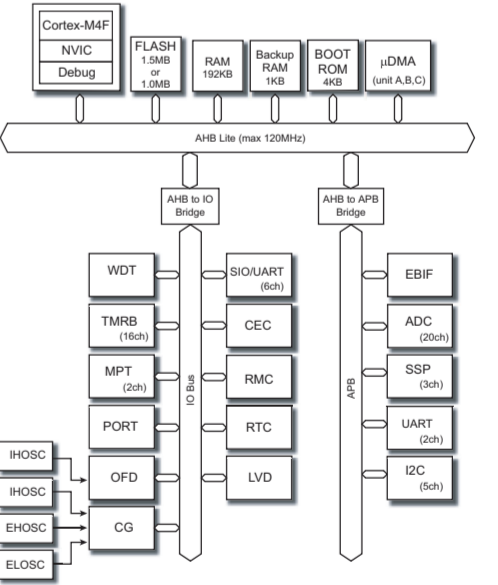 Cortex-M4F
NVIC
Debug
FLASH
1.5MB
or
1.0MB
RAM
192KB
Backup
RAM
1KB
BOOT
ROM
4KB
μDMA
(unit A,B,C)
AHB Lite (max 120MHz)
AHB to IO
Bridge
AHB to APB
Bridge
WDT
SIO/UART
(6ch)
EBIF
TMRB
(16ch)
CEC
ADC
(20ch)
MPT
(2ch)
RMC
SSP
(3ch)
IO Bus
APB
PORT
RTC
UART
(2ch)
IHOSC
OFD
LVD
I2C
(5ch)
IHOSC
EHOSC
CG
ELOSC